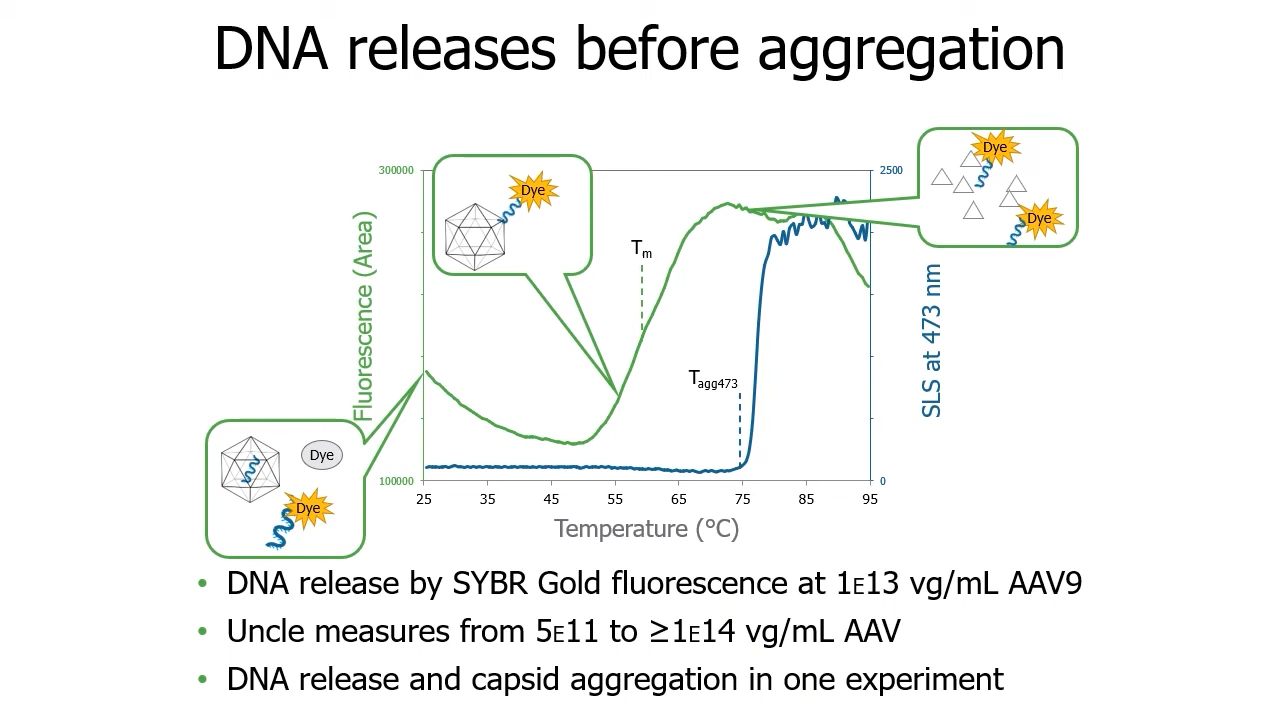 DNA releases before aggregation
Dye
Dye
300000
2500
Dye
Dye
Tm
Fluorescence (Area)
SLS at 473 nm
Tagg473
Dye
Dye
100000
0
25 35 45 55 65 75 85 95
Temperature (°C)
• DNA release by SYBR Gold fluorescence at 1E13 vg/mL AAV9
• Uncle measures from 5E11 to ≥1E14 vg/mL AAV
• DNA release and capsid aggregation in one experiment